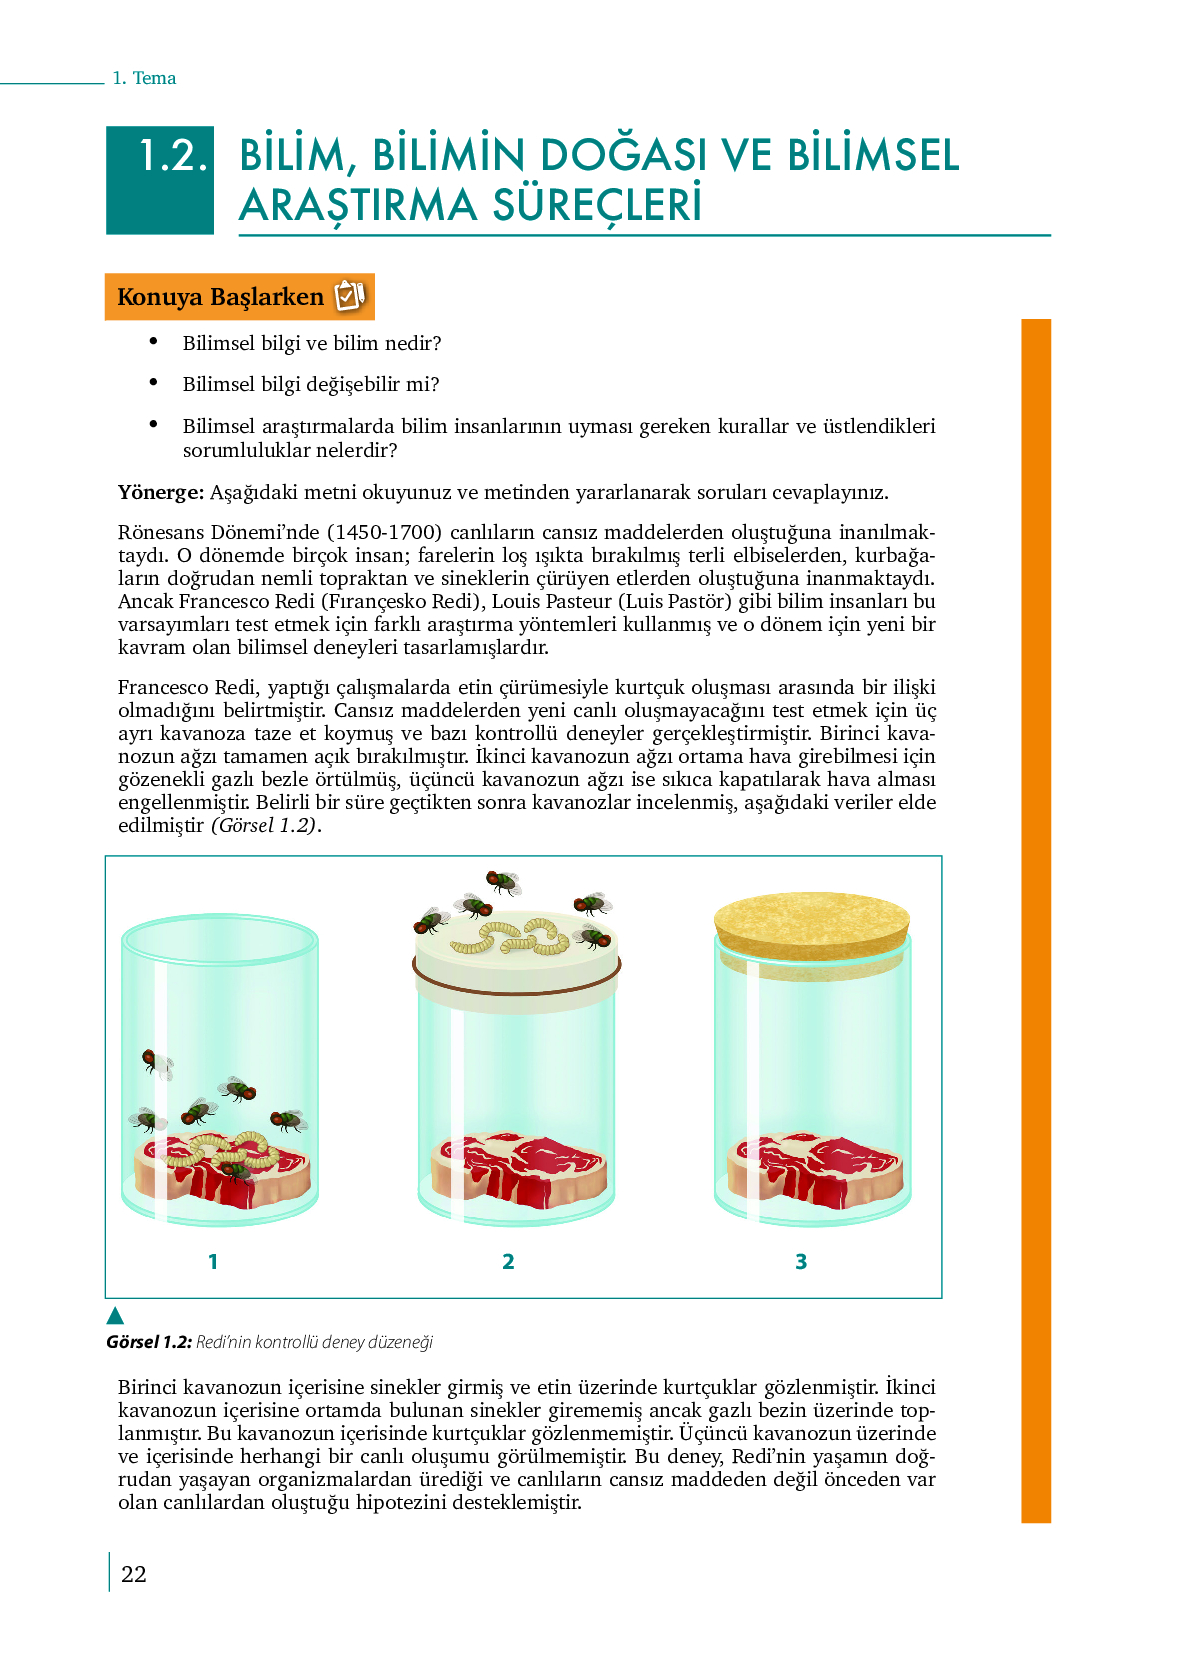 1. Tema
1.2. BİLİM, BİLİMİN DOĞASI VE BİLİMSEL
ARAŞTIRMA SÜREÇLERİ
Konuya Başlarken
• Bilimsel bilgi ve bilim nedir?
• Bilimsel bilgi değişebilir mi?
• Bilimsel araştırmalarda bilim insanlarının uyması gereken kurallar ve üstlendikleri
sorumluluklar nelerdir?
Yönerge: Aşağıdaki metni okuyunuz ve metinden yararlanarak soruları cevaplayınız.
Rönesans Dönemi’nde (1450-1700) canlıların cansız maddelerden oluştuğuna inanılmak-
taydı. O dönemde birçok insan; farelerin loş ışıkta bırakılmış terli elbiselerden, kurbağa-
ların doğrudan nemli topraktan ve sineklerin çürüyen etlerden oluştuğuna inanmaktaydı.
Ancak Francesco Redi (Fırançesko Redi), Louis Pasteur (Luis Pastör) gibi bilim insanları bu
varsayımları test etmek için farklı araştırma yöntemleri kullanmış ve o dönem için yeni bir
kavram olan bilimsel deneyleri tasarlamışlardır.
Francesco Redi, yaptığı çalışmalarda etin çürümesiyle kurtçuk oluşması arasında bir ilişki
olmadığını belirtmiştir. Cansız maddelerden yeni canlı oluşmayacağını test etmek için üç
ayrı kavanoza taze et koymuş ve bazı kontrollü deneyler gerçekleştirmiştir. Birinci kava-
nozun ağzı tamamen açık bırakılmıştır. İkinci kavanozun ağzı ortama hava girebilmesi için
gözenekli gazlı bezle örtülmüş, üçüncü kavanozun ağzı ise sıkıca kapatılarak hava alması
engellenmiştir. Belirli bir süre geçtikten sonra kavanozlar incelenmiş, aşağıdaki veriler elde
edilmiştir (Görsel 1.2).
1 2 3
Görsel 1.2: Redi’nin kontrollü deney düzeneği
Birinci kavanozun içerisine sinekler girmiş ve etin üzerinde kurtçuklar gözlenmiştir. İkinci
kavanozun içerisine ortamda bulunan sinekler girememiş ancak gazlı bezin üzerinde top-
lanmıştır. Bu kavanozun içerisinde kurtçuklar gözlenmemiştir. Üçüncü kavanozun üzerinde
ve içerisinde herhangi bir canlı oluşumu görülmemiştir. Bu deney, Redi’nin yaşamın doğ-
rudan yaşayan organizmalardan ürediği ve canlıların cansız maddeden değil önceden var
olan canlılardan oluştuğu hipotezini desteklemiştir.
22